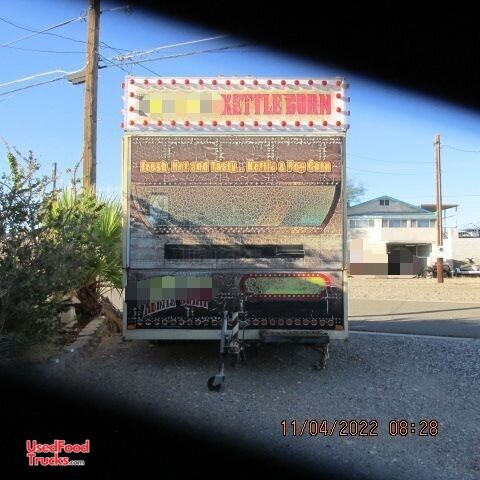 KETTLE CORN
Fresh, Hot and Tasty... Kettle & Pop Corn
11/04/2022 08:28
UsedFood
Trucks.com